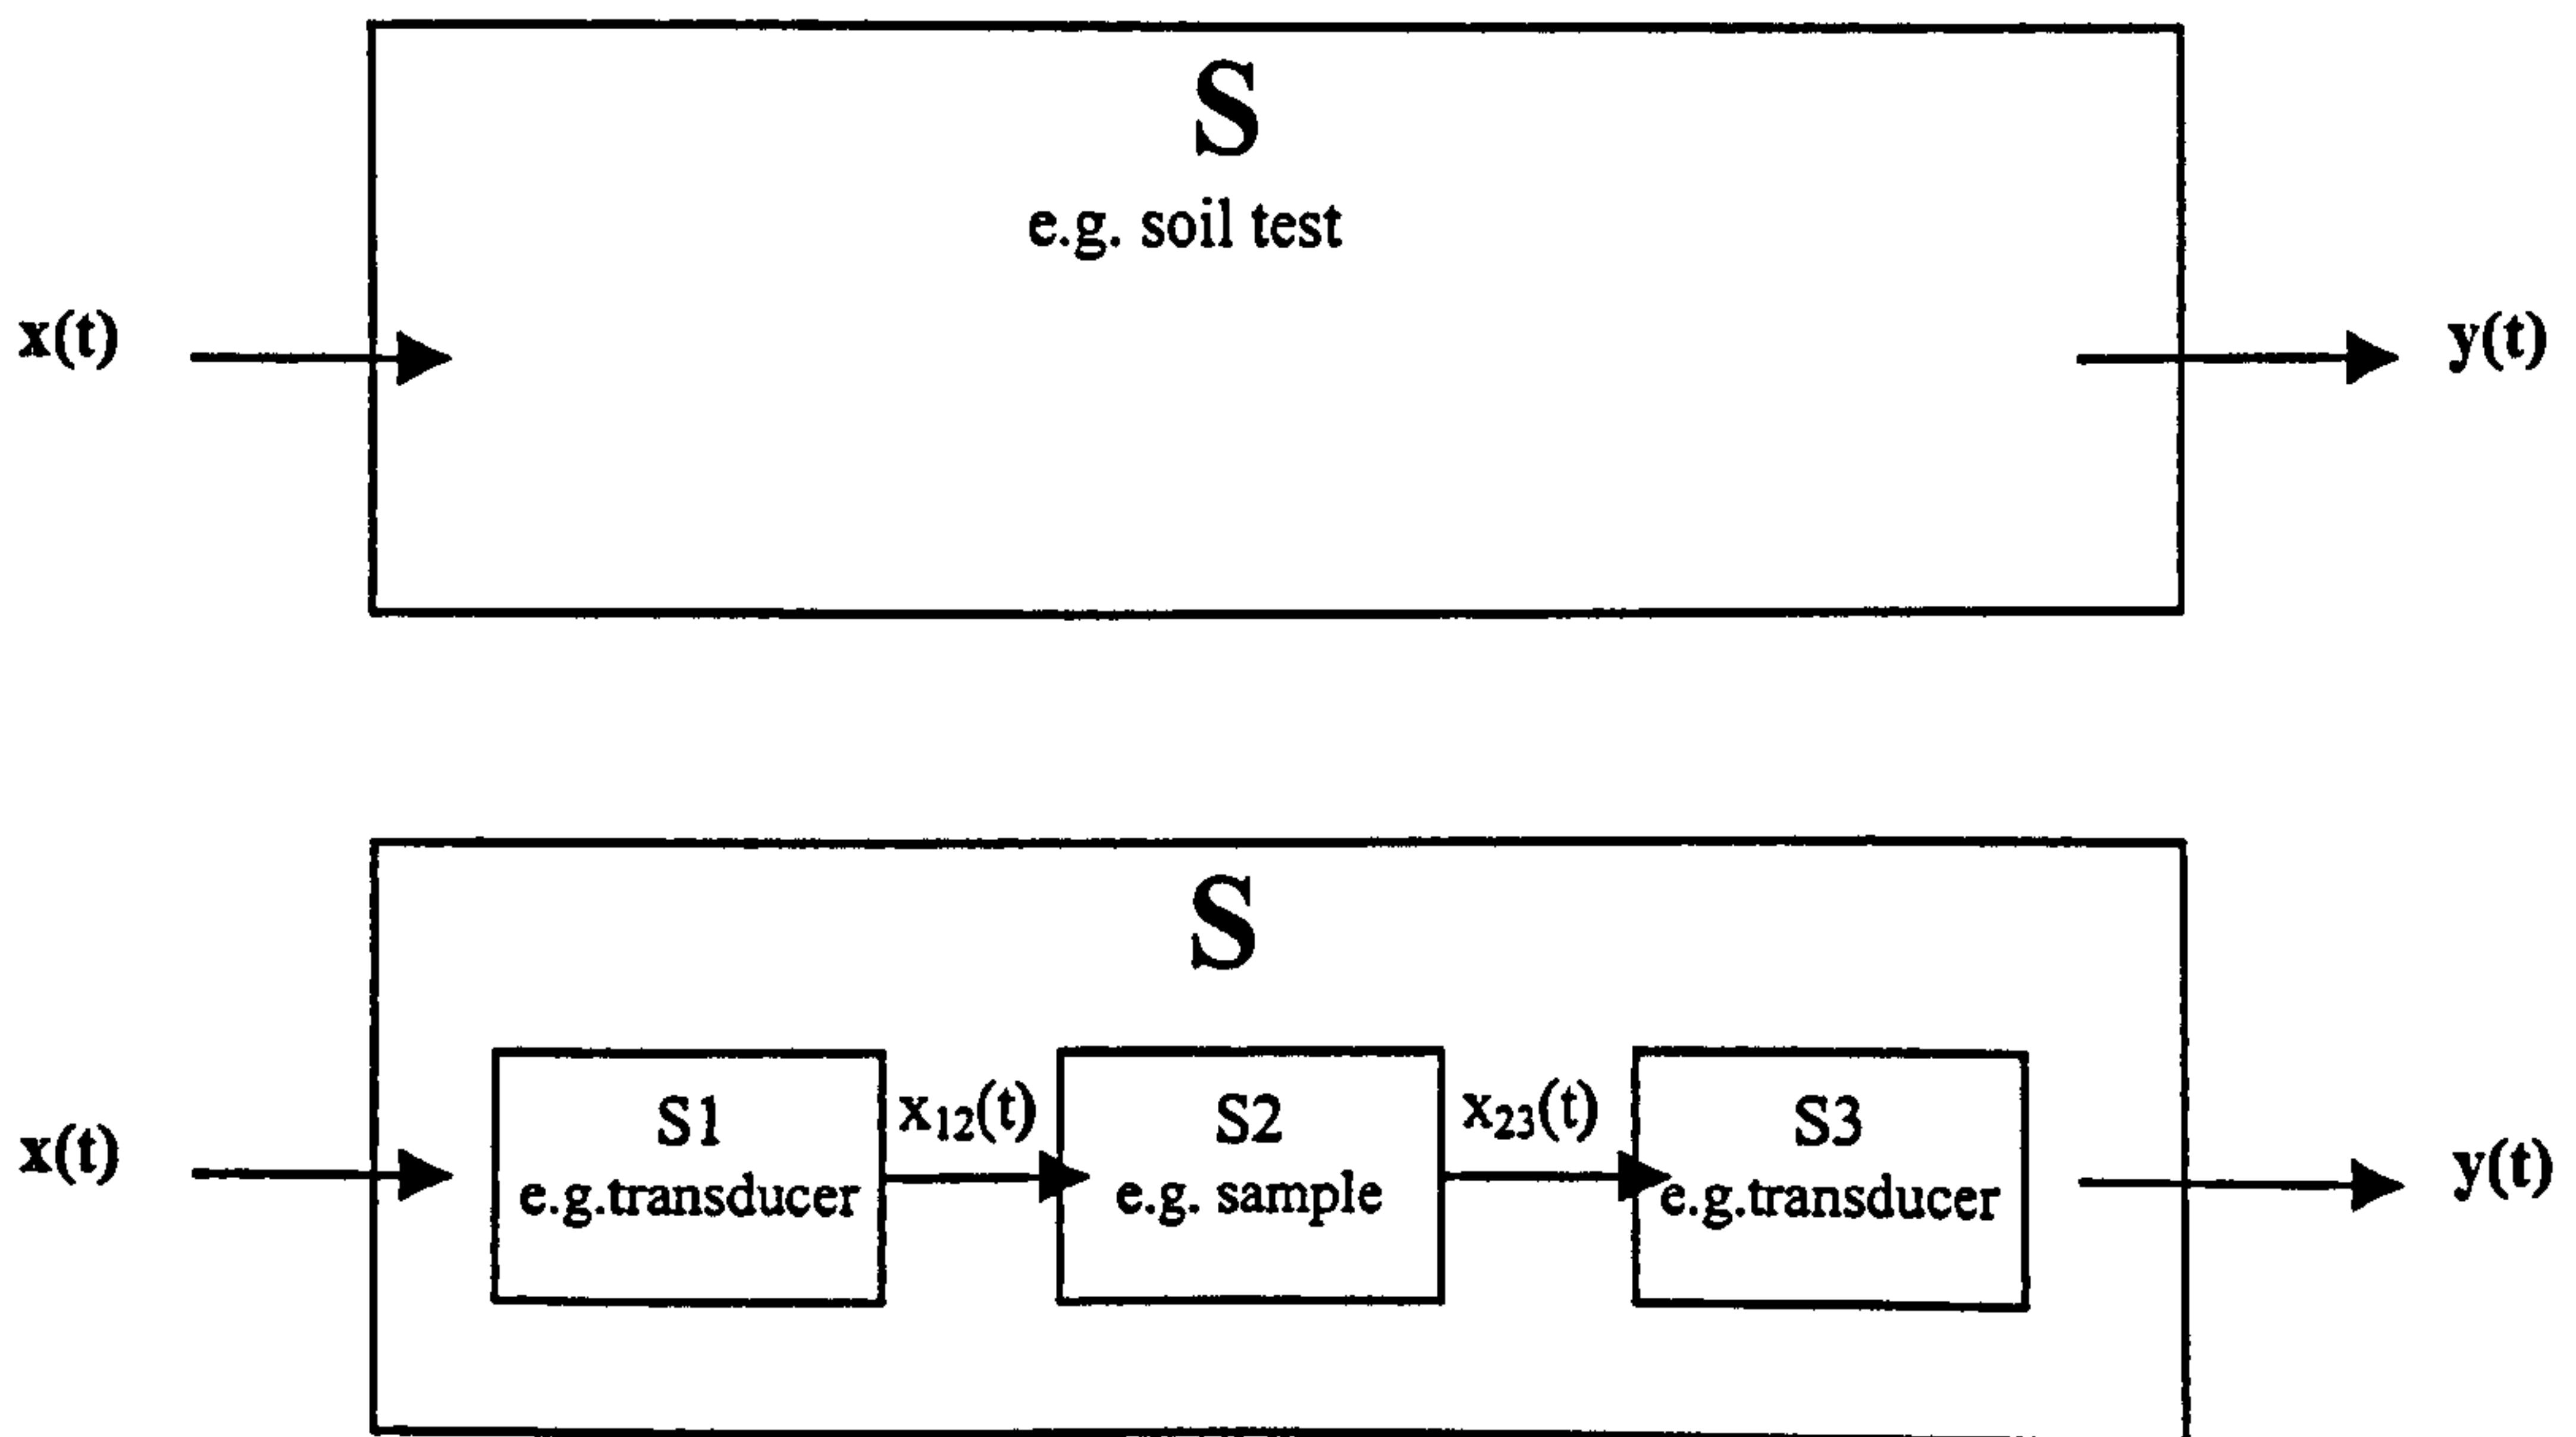 S
e.g. soil test
x(t)
y(t)
S
S1
e.g.transducer
x₁₂(t)
S2
e.g. sample
x₂₃(t)
S3
e.g.transducer
x(t)
y(t)